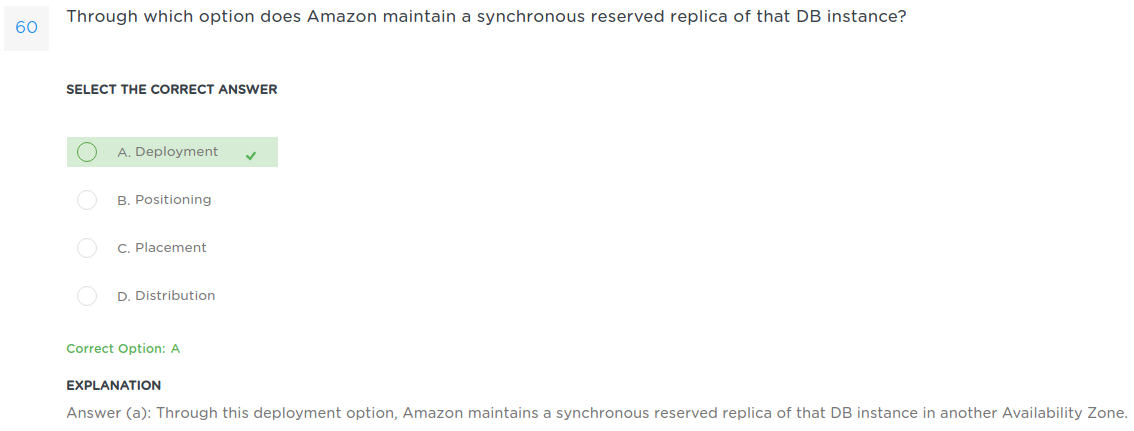 60
Through which option does Amazon maintain a synchronous reserved replica of that DB instance?
SELECT THE CORRECT ANSWER
A. Deployment
B. Positioning
C. Placement
D. Distribution
Correct Option: A
EXPLANATION
Answer (a): Through this deployment option, Amazon maintains a synchronous reserved replica of that DB instance in another Availability Zone.